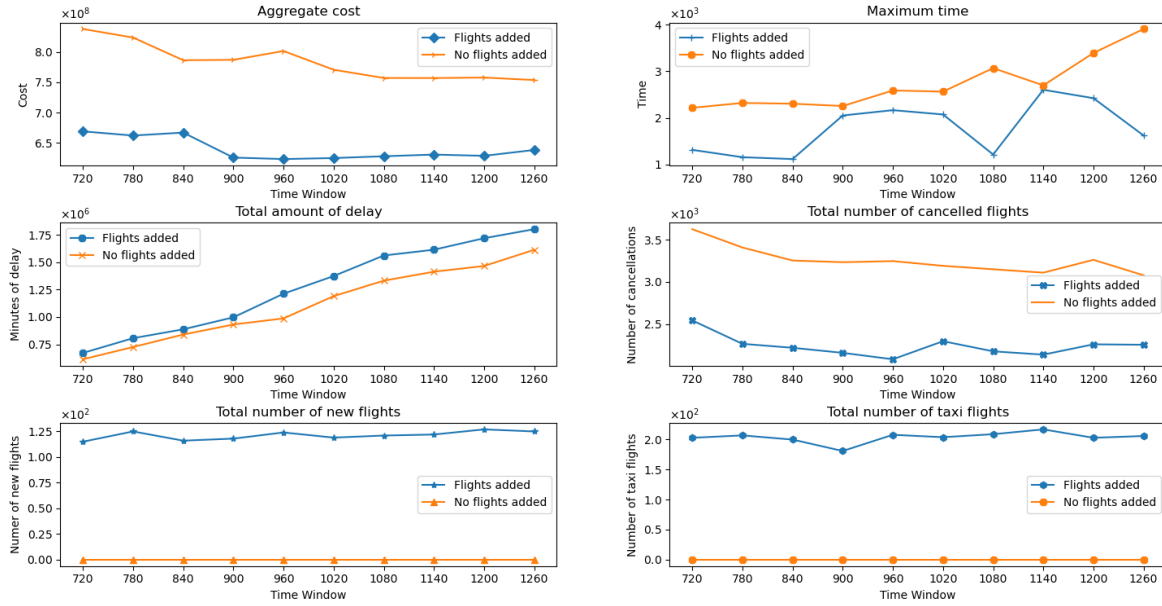 Aggregate cost
×10⁸
8.0
7.5
6.5
Cost
Flights added
No flights added
720 780 840 900 960 1020 1080 1140 1200 1260
Time Window
Maximum time
×10³
4
3
2
1
Time
Flights added
No flights added
720 780 840 900 960 1020 1080 1140 1200 1260
Time Window
Total amount of delay
×10⁶
1.75
1.50
1.25
1.00
0.75
Minutes of delay
Flights added
No flights added
720 780 840 900 960 1020 1080 1140 1200 1260
Time Window
Total number of cancelled flights
×10³
3.5
2.5
Number of cancellations
Flights added
No flights added
720 780 840 900 960 1020 1080 1140 1200 1260
Time Window
Total number of new flights
×10²
1.25
1.00
0.75
0.50
0.25
0.00
Numer of new flights
Flights added
No flights added
720 780 840 900 960 1020 1080 1140 1200 1260
Time Window
Total number of taxi flights
×10²
2.0
1.5
1.0
0.5
0.0
Number of taxi flights
Flights added
No flights added
720 780 840 900 960 1020 1080 1140 1200 1260
Time Window